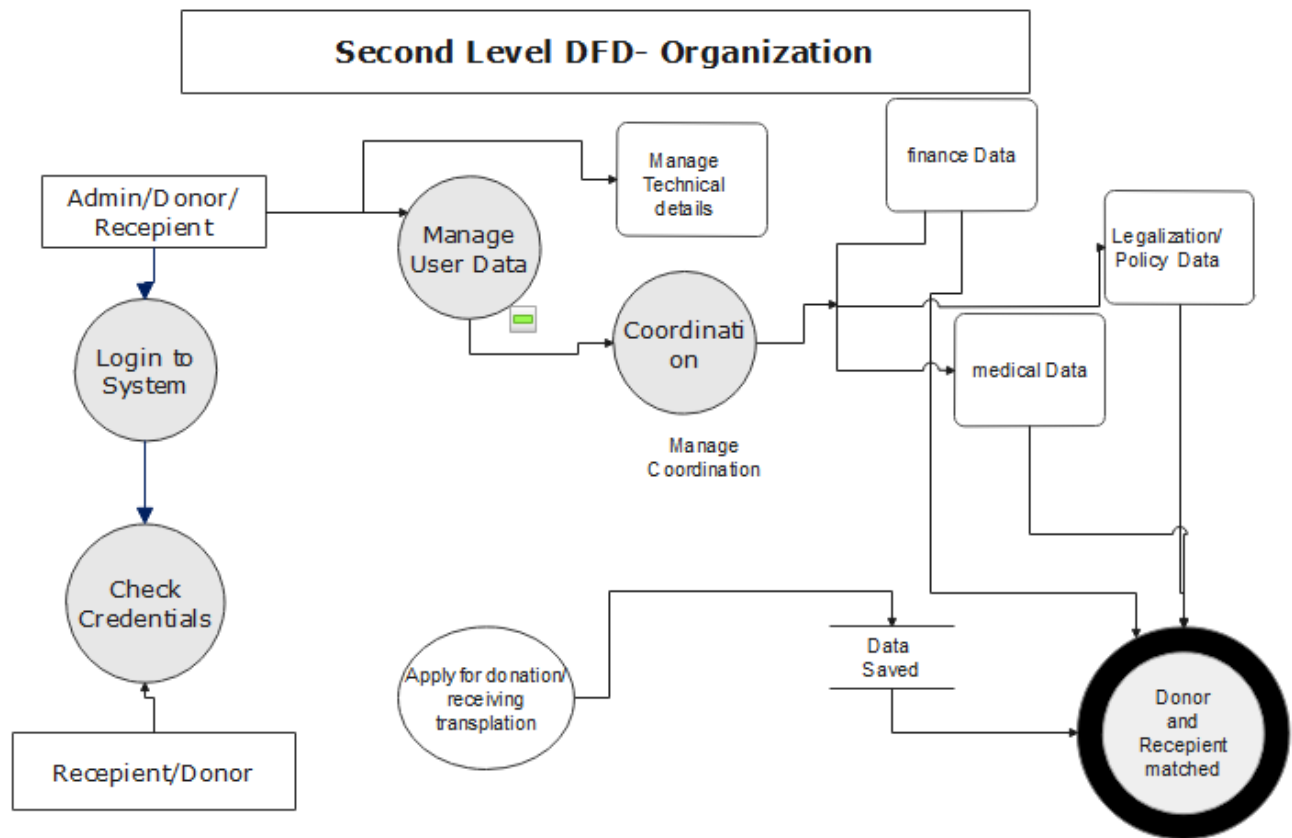 Second Level DFD- Organization
finance Data
Manage
Technical
details
Admin/Donor/
Recepient
Manage
User Data
Legalization/
Policy Data
Coordinati
on
Login to
System
medical Data
Manage
Coordination
Check
Credentials
Data
Saved
Apply for donation/
receiving
transplation
Donor
and
Recepient
matched
Recepient/Donor